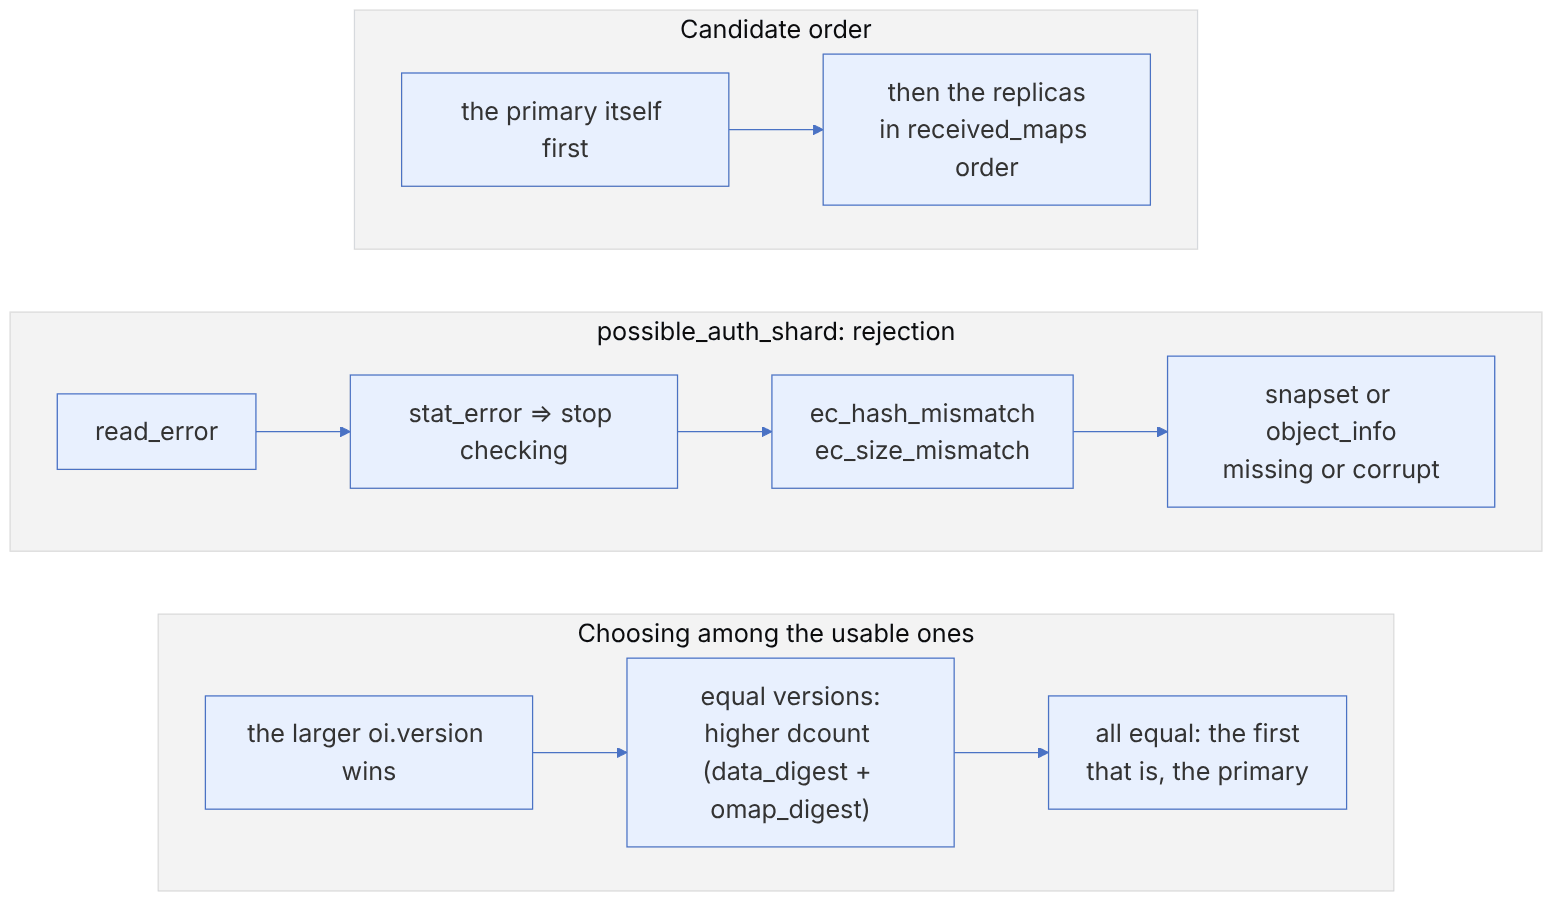 Candidate order
the primary itself
first
then the replicas
in received_maps
order
possible_auth_shard: rejection
read_error
stat_error ⇒ stop
checking
ec_hash_mismatch
ec_size_mismatch
snapset or
object_info
missing or corrupt
Choosing among the usable ones
the larger oi.version
wins
equal versions:
higher dcount
(data_digest +
omap_digest)
all equal: the first
that is, the primary